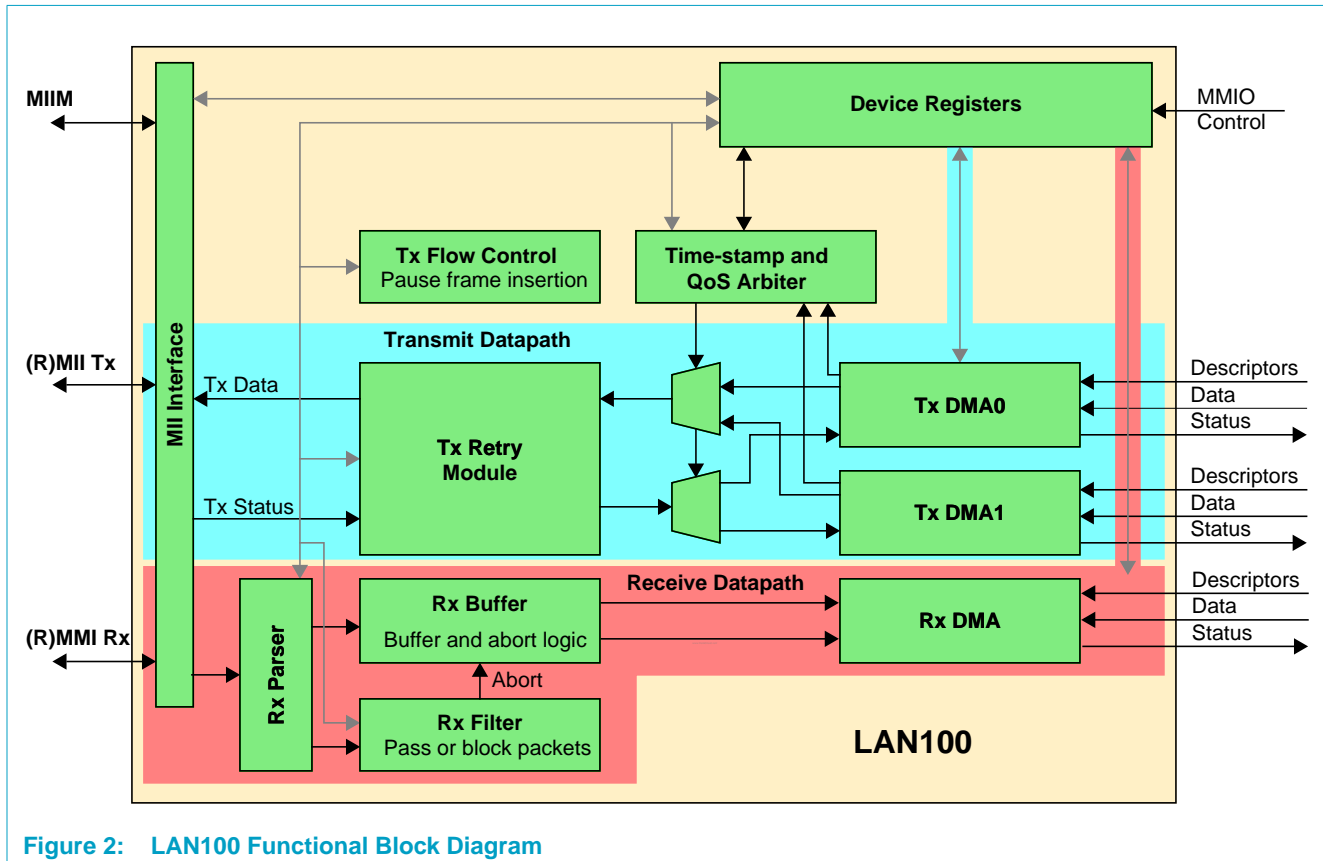 MIIM
Device Registers
MMIO
Control
Tx Flow Control
Pause frame insertion
Time-stamp and
QoS Arbiter
MII Interface
Transmit Datapath
(R)MII Tx
Tx Data
Tx Retry
Module
Tx Status
Tx DMA0
Descriptors
Data
Status
Tx DMA1
Descriptors
Data
Status
Receive Datapath
(R)MMI Rx
Rx Parser
Rx Buffer
Buffer and abort logic
Abort
Rx Filter
Pass or block packets
Rx DMA
Descriptors
Data
Status
LAN100
Figure 2: LAN100 Functional Block Diagram